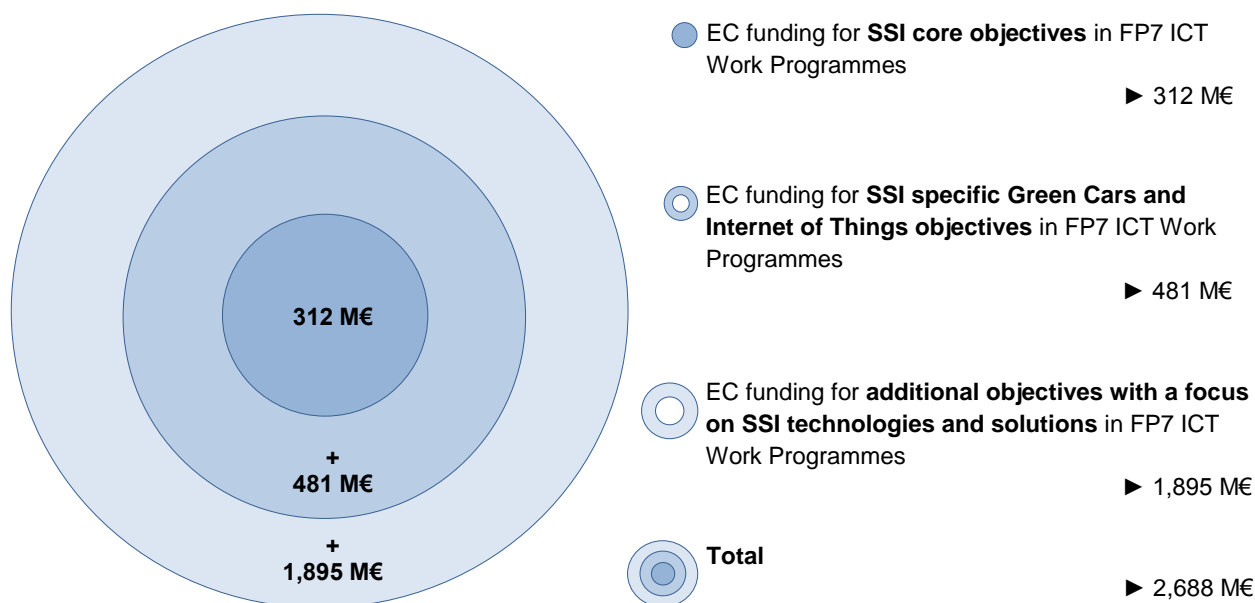 312 M€
+
481 M€
+
1,895 M€
EC funding for SSI core objectives in FP7 ICT
Work Programmes
► 312 M€
EC funding for SSI specific Green Cars and
Internet of Things objectives in FP7 ICT Work
Programmes
► 481 M€
EC funding for additional objectives with a focus
on SSI technologies and solutions in FP7 ICT
Work Programmes
► 1,895 M€
Total
► 2,688 M€